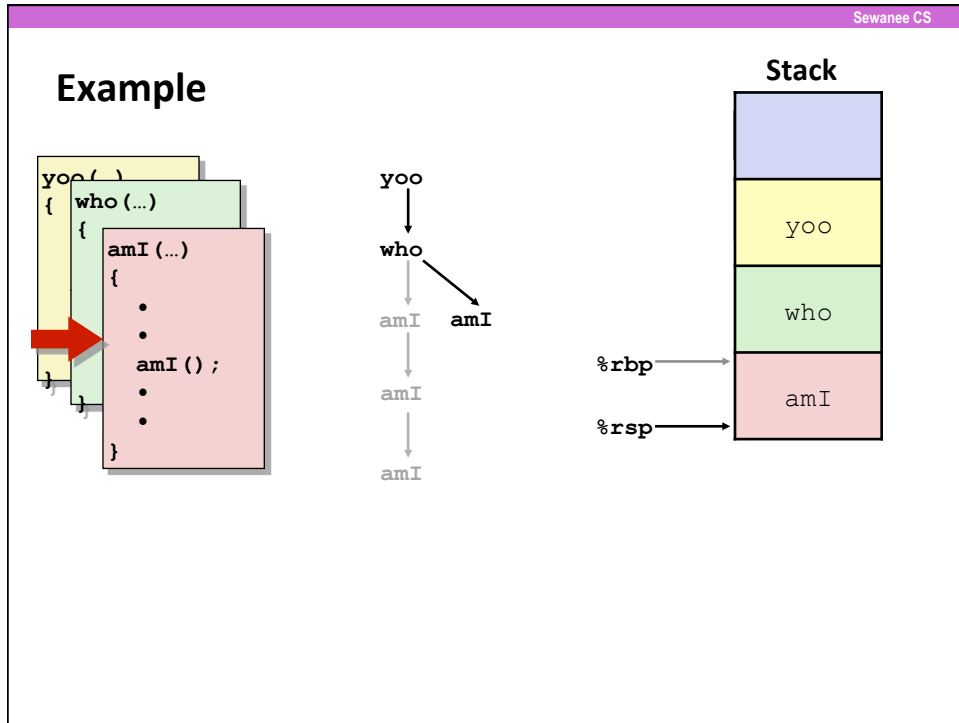 Sewanee CS
Example
Stack
yoo(…)
{
}
who(…)
{
}
amI(…)
{
•
•
amI();
•
•
}
yoo
who
amI amI
amI
amI
yoo
who
%rbp
amI
%rsp